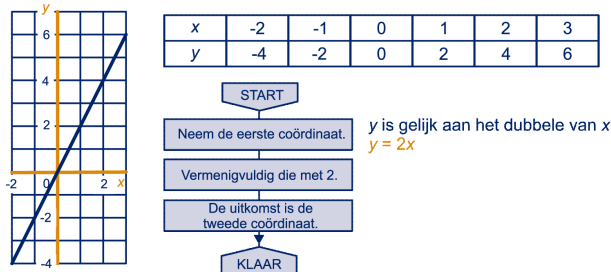 y
4
2
-2
0
x
2
-2
-4
x -2 -1 0 1 2 3
y -4 -2 0 2 4 6
START
Neem de eerste coördinaat.
Vermenigvuldig die met 2.
De uitkomst is de
tweede coördinaat.
KLAAR
y is gelijk aan het dubbele van x
y = 2x